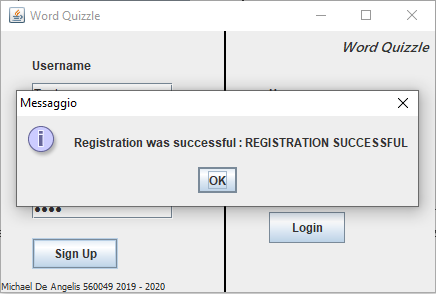 Word Quizzle
Word Quizzle
Username
Messaggio
Registration was successful : REGISTRATION SUCCESSFUL
OK
Login
Sign Up
Michael De Angelis 560049 2019 - 2020